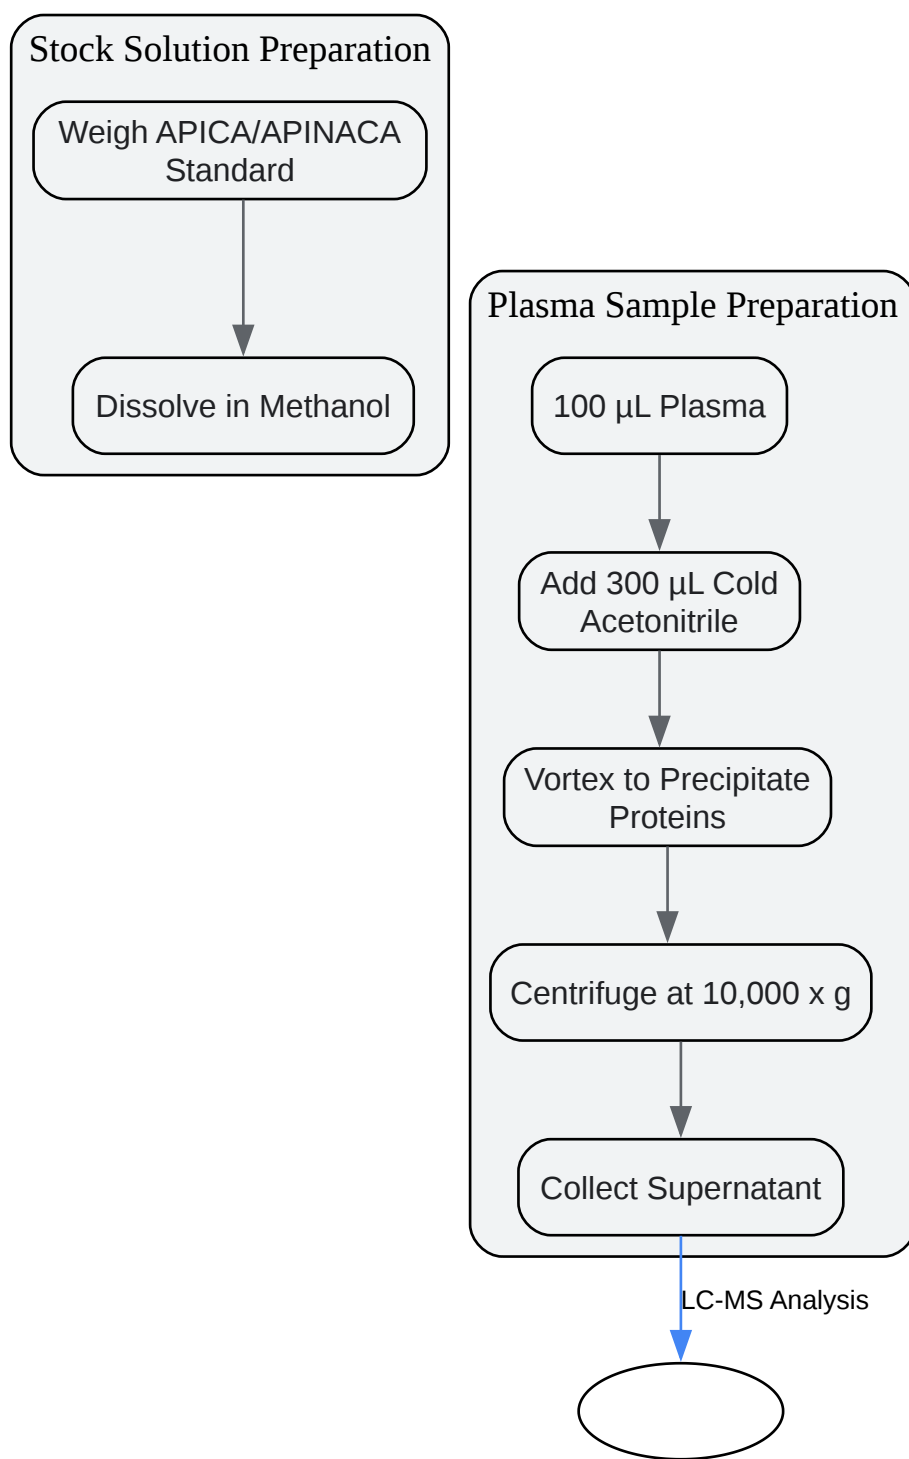 Stock Solution Preparation
Weigh APICA/APINACA
Standard
Dissolve in Methanol
Plasma Sample Preparation
100 µL Plasma
Add 300 µL Cold
Acetonitrile
Vortex to Precipitate
Proteins
Centrifuge at 10,000 x g
Collect Supernatant
LC-MS Analysis